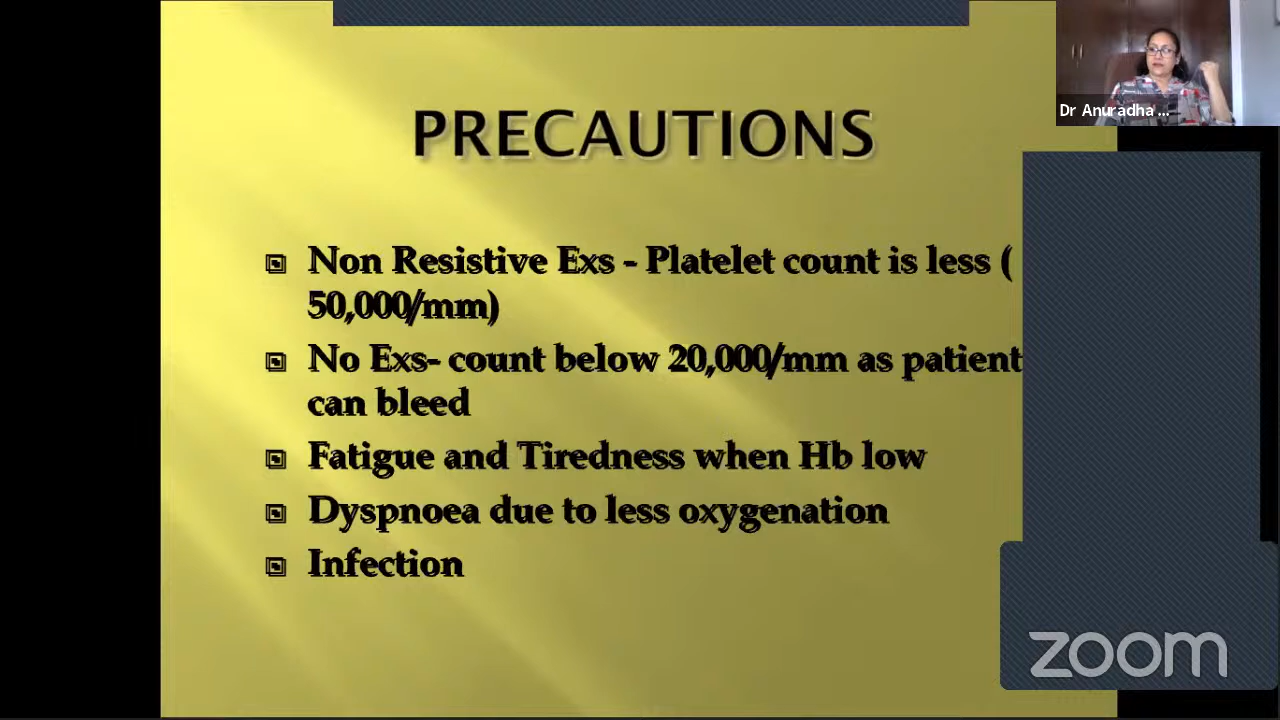 Dr Anuradha ...
PRECAUTIONS
Non Resistive Exs - Platelet count is less (
50,000/mm)
No Exs- count below 20,000/mm as patient
can bleed
Fatigue and Tiredness when Hb low
Dyspnoea due to less oxygenation
Infection
zoom